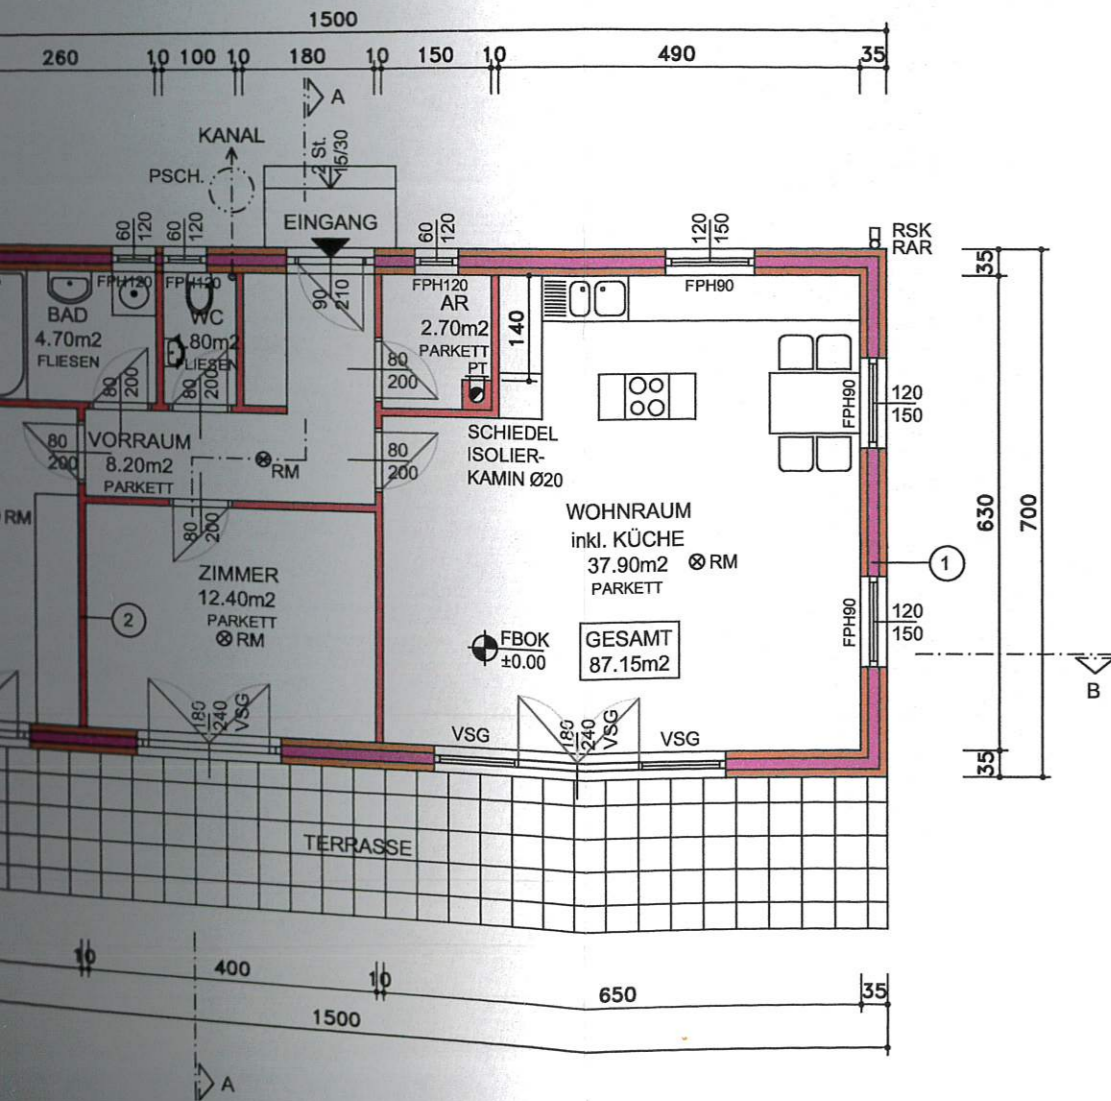 1500
260 10 100 10 180 10 150 10 490 35
A
KANAL
PSCH.
2 St.
15/30
EINGANG
RSK
RAR
60
120
60
120
60
120
120
150
FPH120
FPH120
FPH120
FPH90
BAD
4.70m2
FLIESEN
WC
.80m2
LIESEN
90
210
AR
2.70m2
PARKETT
PT
140
35
80
200
80
200
80
200
FPH90
120
150
VORRAUM
8.20m2
PARKETT
80
200
RM
80
200
SCHIEDEL
ISOLIER-
KAMIN Ø20
RM
80
200
WOHNRAUM
inkl. KÜCHE
37.90m2
PARKETT
RM
630
700
1
ZIMMER
12.40m2
PARKETT
RM
2
FBOK
±0.00
GESAMT
87.15m2
FPH90
120
150
B
180
240
VSG
VSG
180
240
VSG
VSG
35
TERRASSE
10 400 10 650 35
1500
A